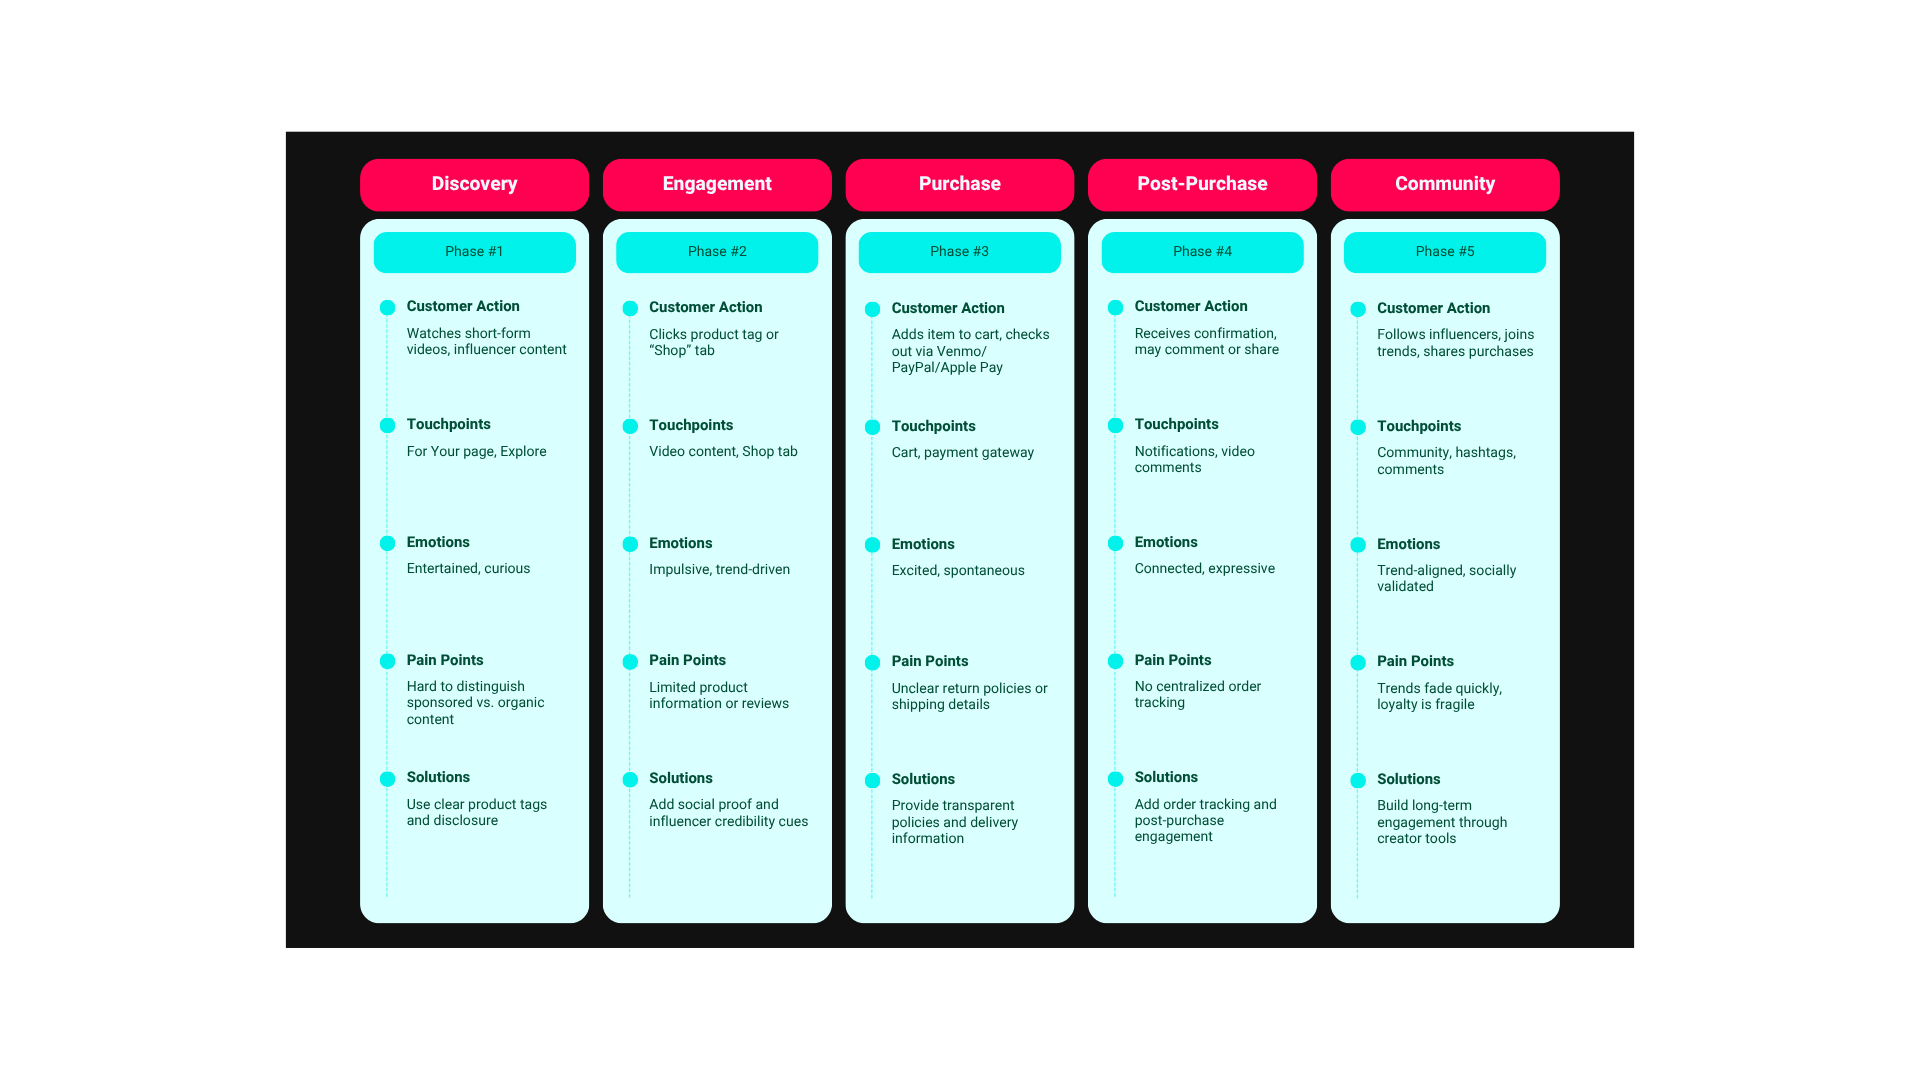 Discovery
Phase #1
Customer Action
Watches short-form
videos, influencer content
Touchpoints
For Your page, Explore
Emotions
Entertained, curious
Pain Points
Hard to distinguish
sponsored vs. organic
content
Solutions
Use clear product tags
and disclosure
Engagement
Phase #2
Customer Action
Clicks product tag or
“Shop” tab
Touchpoints
Video content, Shop tab
Emotions
Impulsive, trend-driven
Pain Points
Limited product
information or reviews
Solutions
Add social proof and
influencer credibility cues
Purchase
Phase #3
Customer Action
Adds item to cart, checks
out via Venmo/
PayPal/Apple Pay
Touchpoints
Cart, payment gateway
Emotions
Excited, spontaneous
Pain Points
Unclear return policies or
shipping details
Solutions
Provide transparent
policies and delivery
information
Post-Purchase
Phase #4
Customer Action
Receives confirmation,
may comment or share
Touchpoints
Notifications, video
comments
Emotions
Connected, expressive
Pain Points
No centralized order
tracking
Solutions
Add order tracking and
post-purchase
engagement
Community
Phase #5
Customer Action
Follows influencers, joins
trends, shares purchases
Touchpoints
Community, hashtags,
comments
Emotions
Trend-aligned, socially
validated
Pain Points
Trends fade quickly,
loyalty is fragile
Solutions
Build long-term
engagement through
creator tools